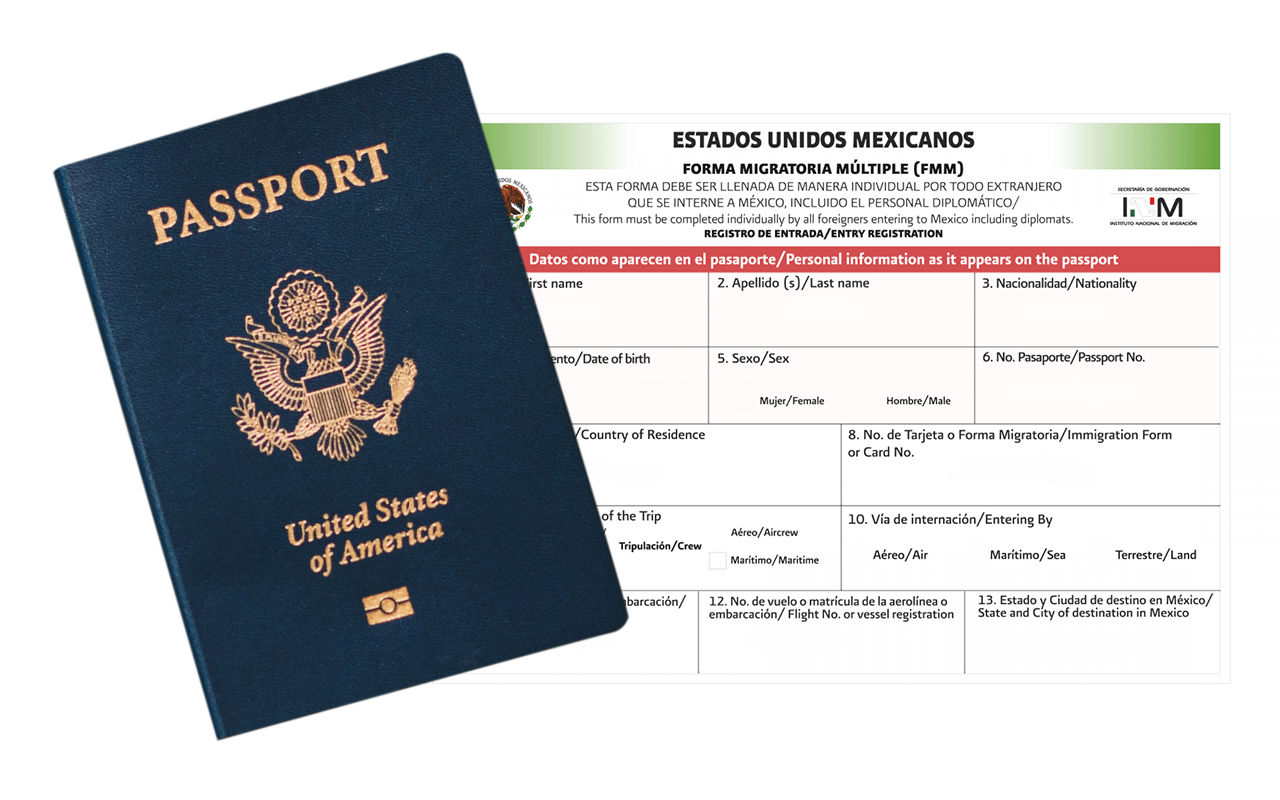 PASSPORT
United States
of America
ESTADOS UNIDOS MEXICANOS
FORMA MIGRATORIA MÚLTIPLE (FMM)
ESTA FORMA DEBE SER LLENADA DE MANERA INDIVIDUAL POR TODO EXTRANJERO
QUE SE INTERNE A MÉXICO, INCLUIDO EL PERSONAL DIPLOMÁTICO/
This form must be completed individually by all foreigners entering to Mexico including diplomats.
REGISTRO DE ENTRADA/ENTRY REGISTRATION
SECRETARÍA DE GOBERNACIÓN
INM
INSTITUTO NACIONAL DE MIGRACIÓN
Datos como aparecen en el pasaporte/Personal information as it appears on the passport
irst name
2. Apellido (s)/Last name
3. Nacionalidad/Nationality
ento/Date of birth
5. Sexo/Sex
Mujer/Female
Hombre/Male
6. No. Pasaporte/Passport No.
/Country of Residence
8. No. de Tarjeta o Forma Migratoria/Immigration Form
or Card No.
of the Trip
Tripulación/Crew
Aéreo/Aircrew
Marítimo/Maritime
10. Vía de internación/Entering By
Aéreo/Air
Marítimo/Sea
Terrestre/Land
mbarcación/
12. No. de vuelo o matrícula de la aerolínea o
embarcación/ Flight No. or vessel registration
13. Estado y Ciudad de destino en México/
State and City of destination in Mexico